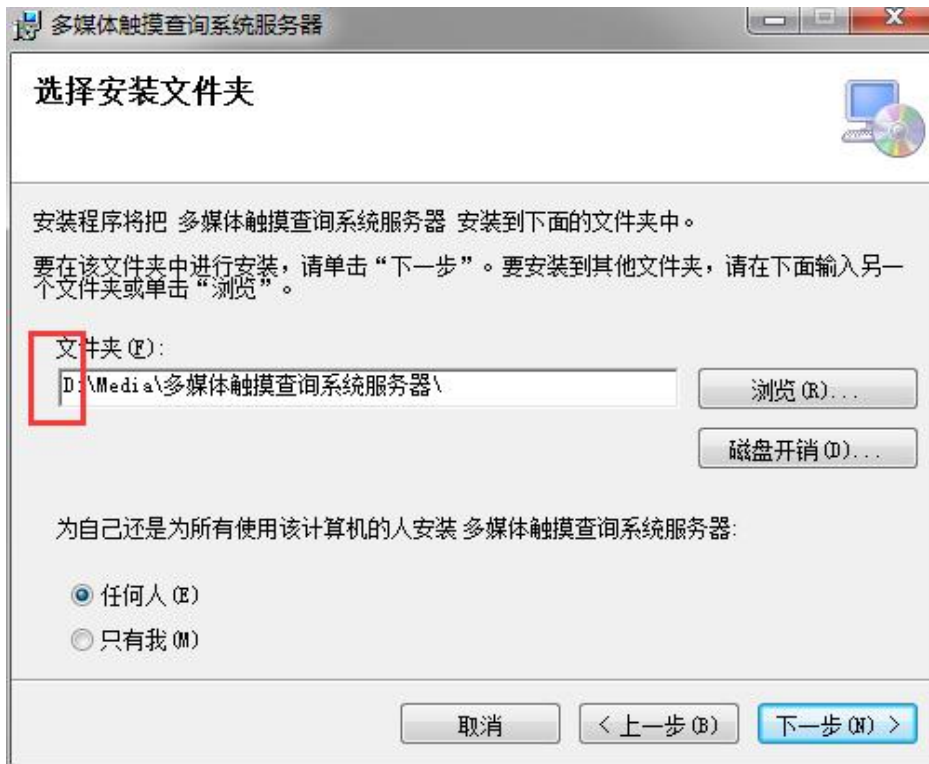 多媒体触摸查询系统服务器
选择安装文件夹
安装程序将把 多媒体触摸查询系统服务器 安装到下面的文件夹中。
要在该文件夹中进行安装，请单击“下一步”。要安装到其他文件夹，请在下面输入另一
个文件夹或单击“浏览”。
文件夹(F):
D:\Media\多媒体触摸查询系统服务器\
浏览(R)...
磁盘开销(D)...
为自己还是为所有使用该计算机的人安装 多媒体触摸查询系统服务器:
任何人(E)
只有我(M)
取消
< 上一步(B)
下一步(N) >